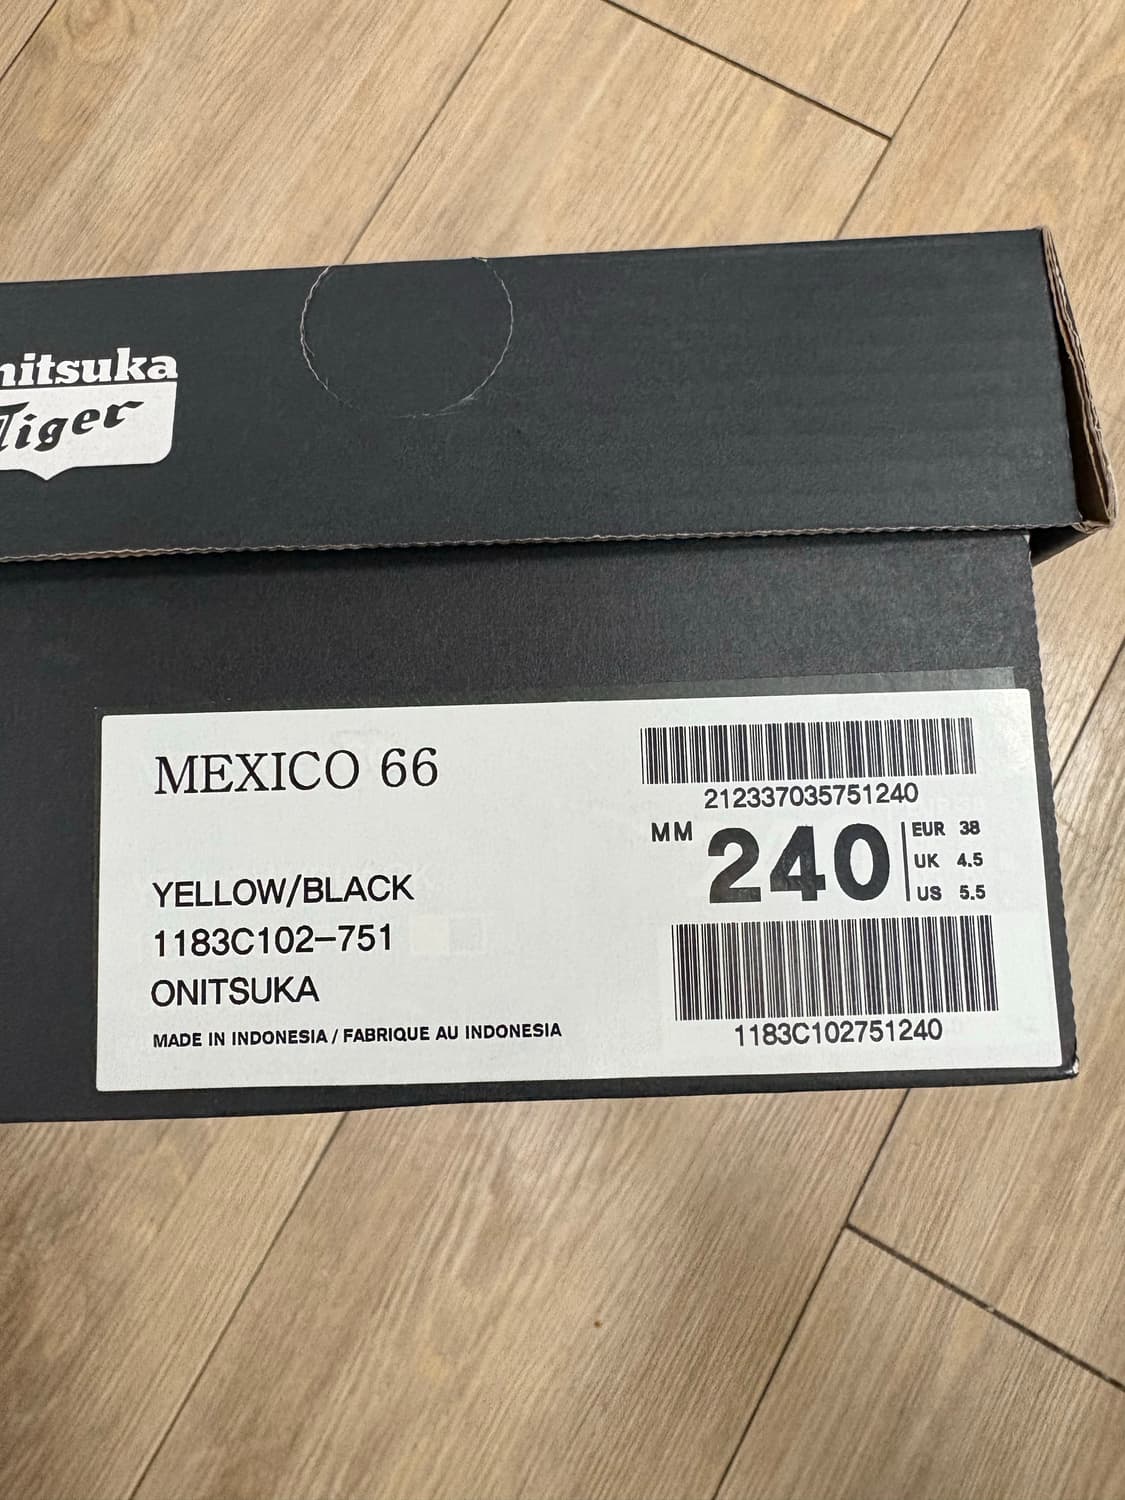 nitsuka
Tiger
MEXICO 66
YELLOW/BLACK
1183C102-751
ONITSUKA
MADE IN INDONESIA / FABRIQUE AU INDONESIA
212337035751240
MM 240
EUR 38
UK 4.5
US 5.5
1183C102751240